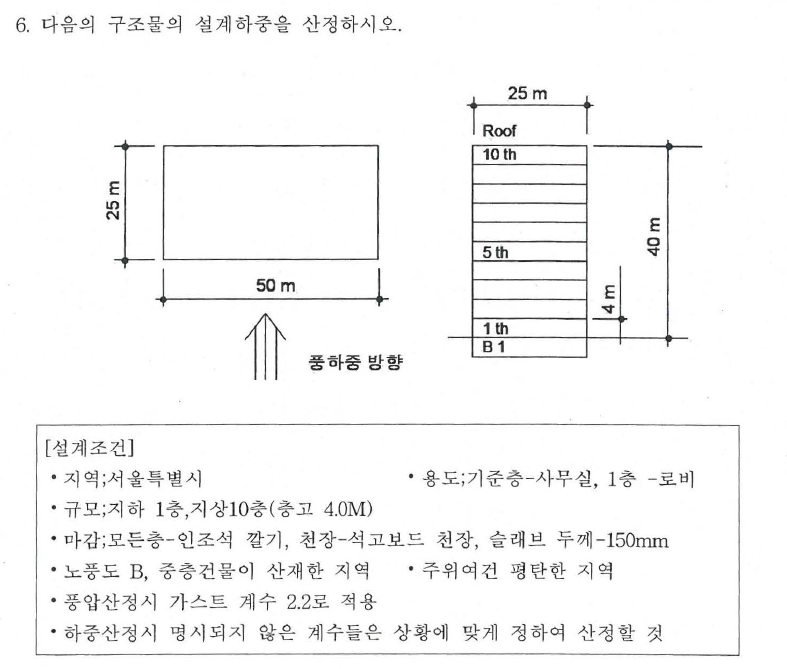 6. 다음의 구조물의 설계하중을 산정하시오.
25 m
Roof
10 th
25 m
5 th
40 m
50 m
4 m
1 th
B 1
풍하중 방향
[설계조건]
• 지역;서울특별시 • 용도;기준층-사무실, 1층 -로비
• 규모;지하 1층,지상10층(층고 4.0M)
• 마감;모든층-인조석 깔기, 천장-석고보드 천장, 슬래브 두께-150mm
• 노풍도 B, 중층건물이 산재한 지역 • 주위여건 평탄한 지역
• 풍압산정시 가스트 계수 2.2로 적용
• 하중산정시 명시되지 않은 계수들은 상황에 맞게 정하여 산정할 것